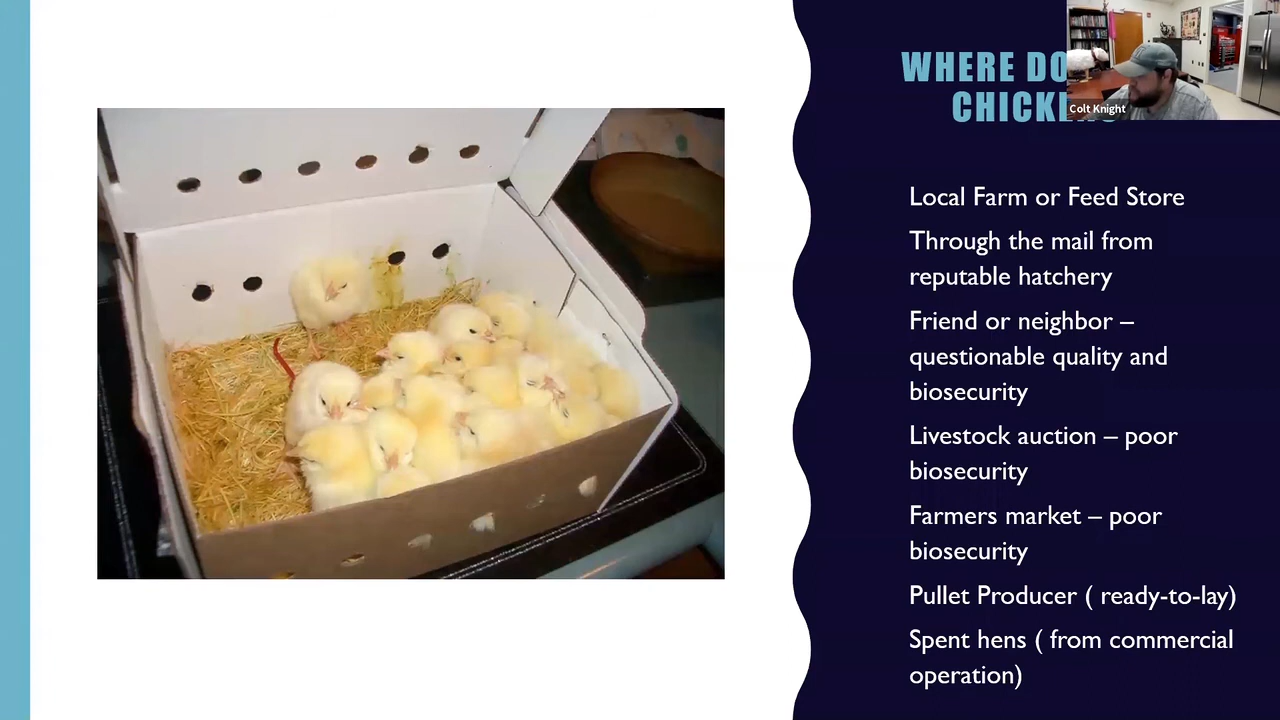 WHERE DO
CHICKENS
Colt Knight
Local Farm or Feed Store
Through the mail from
reputable hatchery
Friend or neighbor –
questionable quality and
biosecurity
Livestock auction – poor
biosecurity
Farmers market – poor
biosecurity
Pullet Producer ( ready-to-lay)
Spent hens ( from commercial
operation)